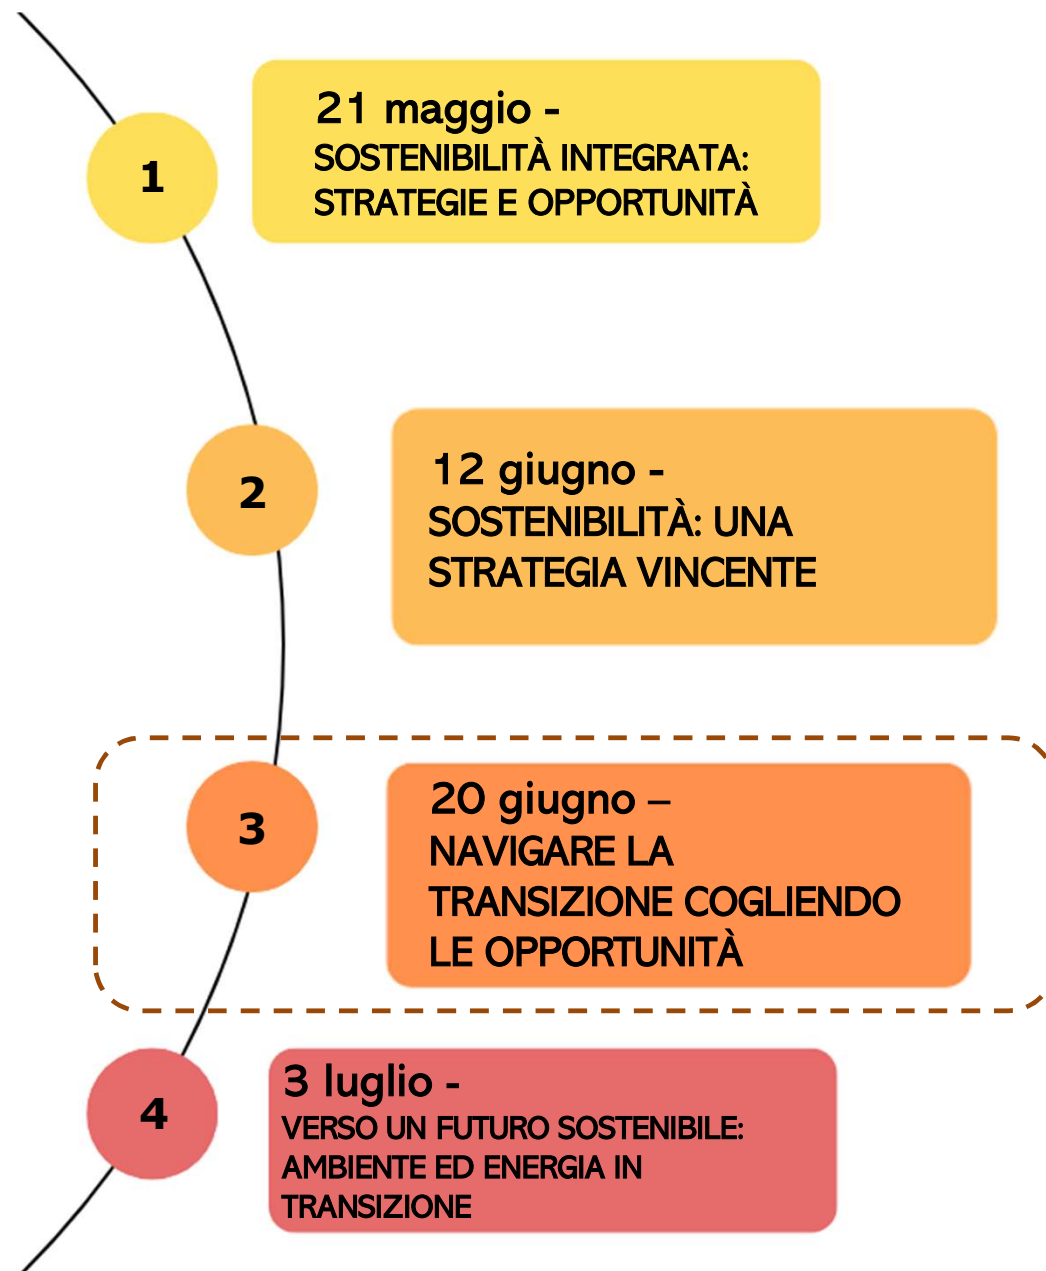 1
21 maggio -
SOSTENIBILITÀ INTEGRATA:
STRATEGIE E OPPORTUNITÀ
2
12 giugno -
SOSTENIBILITÀ: UNA
STRATEGIA VINCENTE
3
20 giugno –
NAVIGARE LA
TRANSIZIONE COGLIENDO
LE OPPORTUNITÀ
4
3 luglio -
VERSO UN FUTURO SOSTENIBILE:
AMBIENTE ED ENERGIA IN
TRANSIZIONE